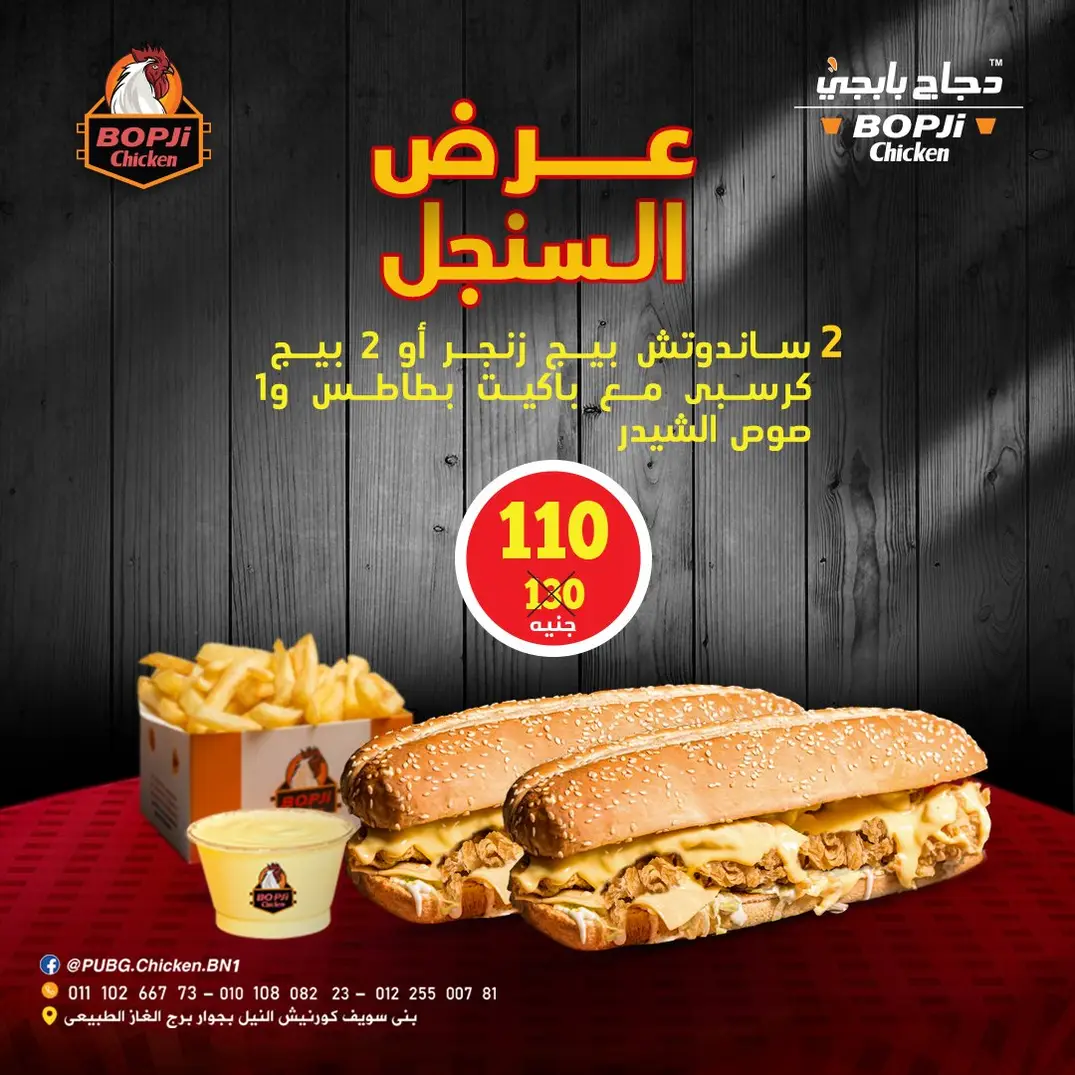 BOPJi
Chicken
دجاج بابجي ™
BOPJi
Chicken
عـرض
السنجل
2 ساندوتش بيج زنجر أو 2 بيج
كرسبى مع باكيت بطاطس و1
صوص الشيدر
110
130
جنيه
BOPJi
BOPJi
Chicken
@PUBG.Chicken.BN1
011 102 667 73 – 010 108 082 23 – 012 255 007 81
بنى سويف كورنيش النيل بجوار برج الغاز الطبيعى